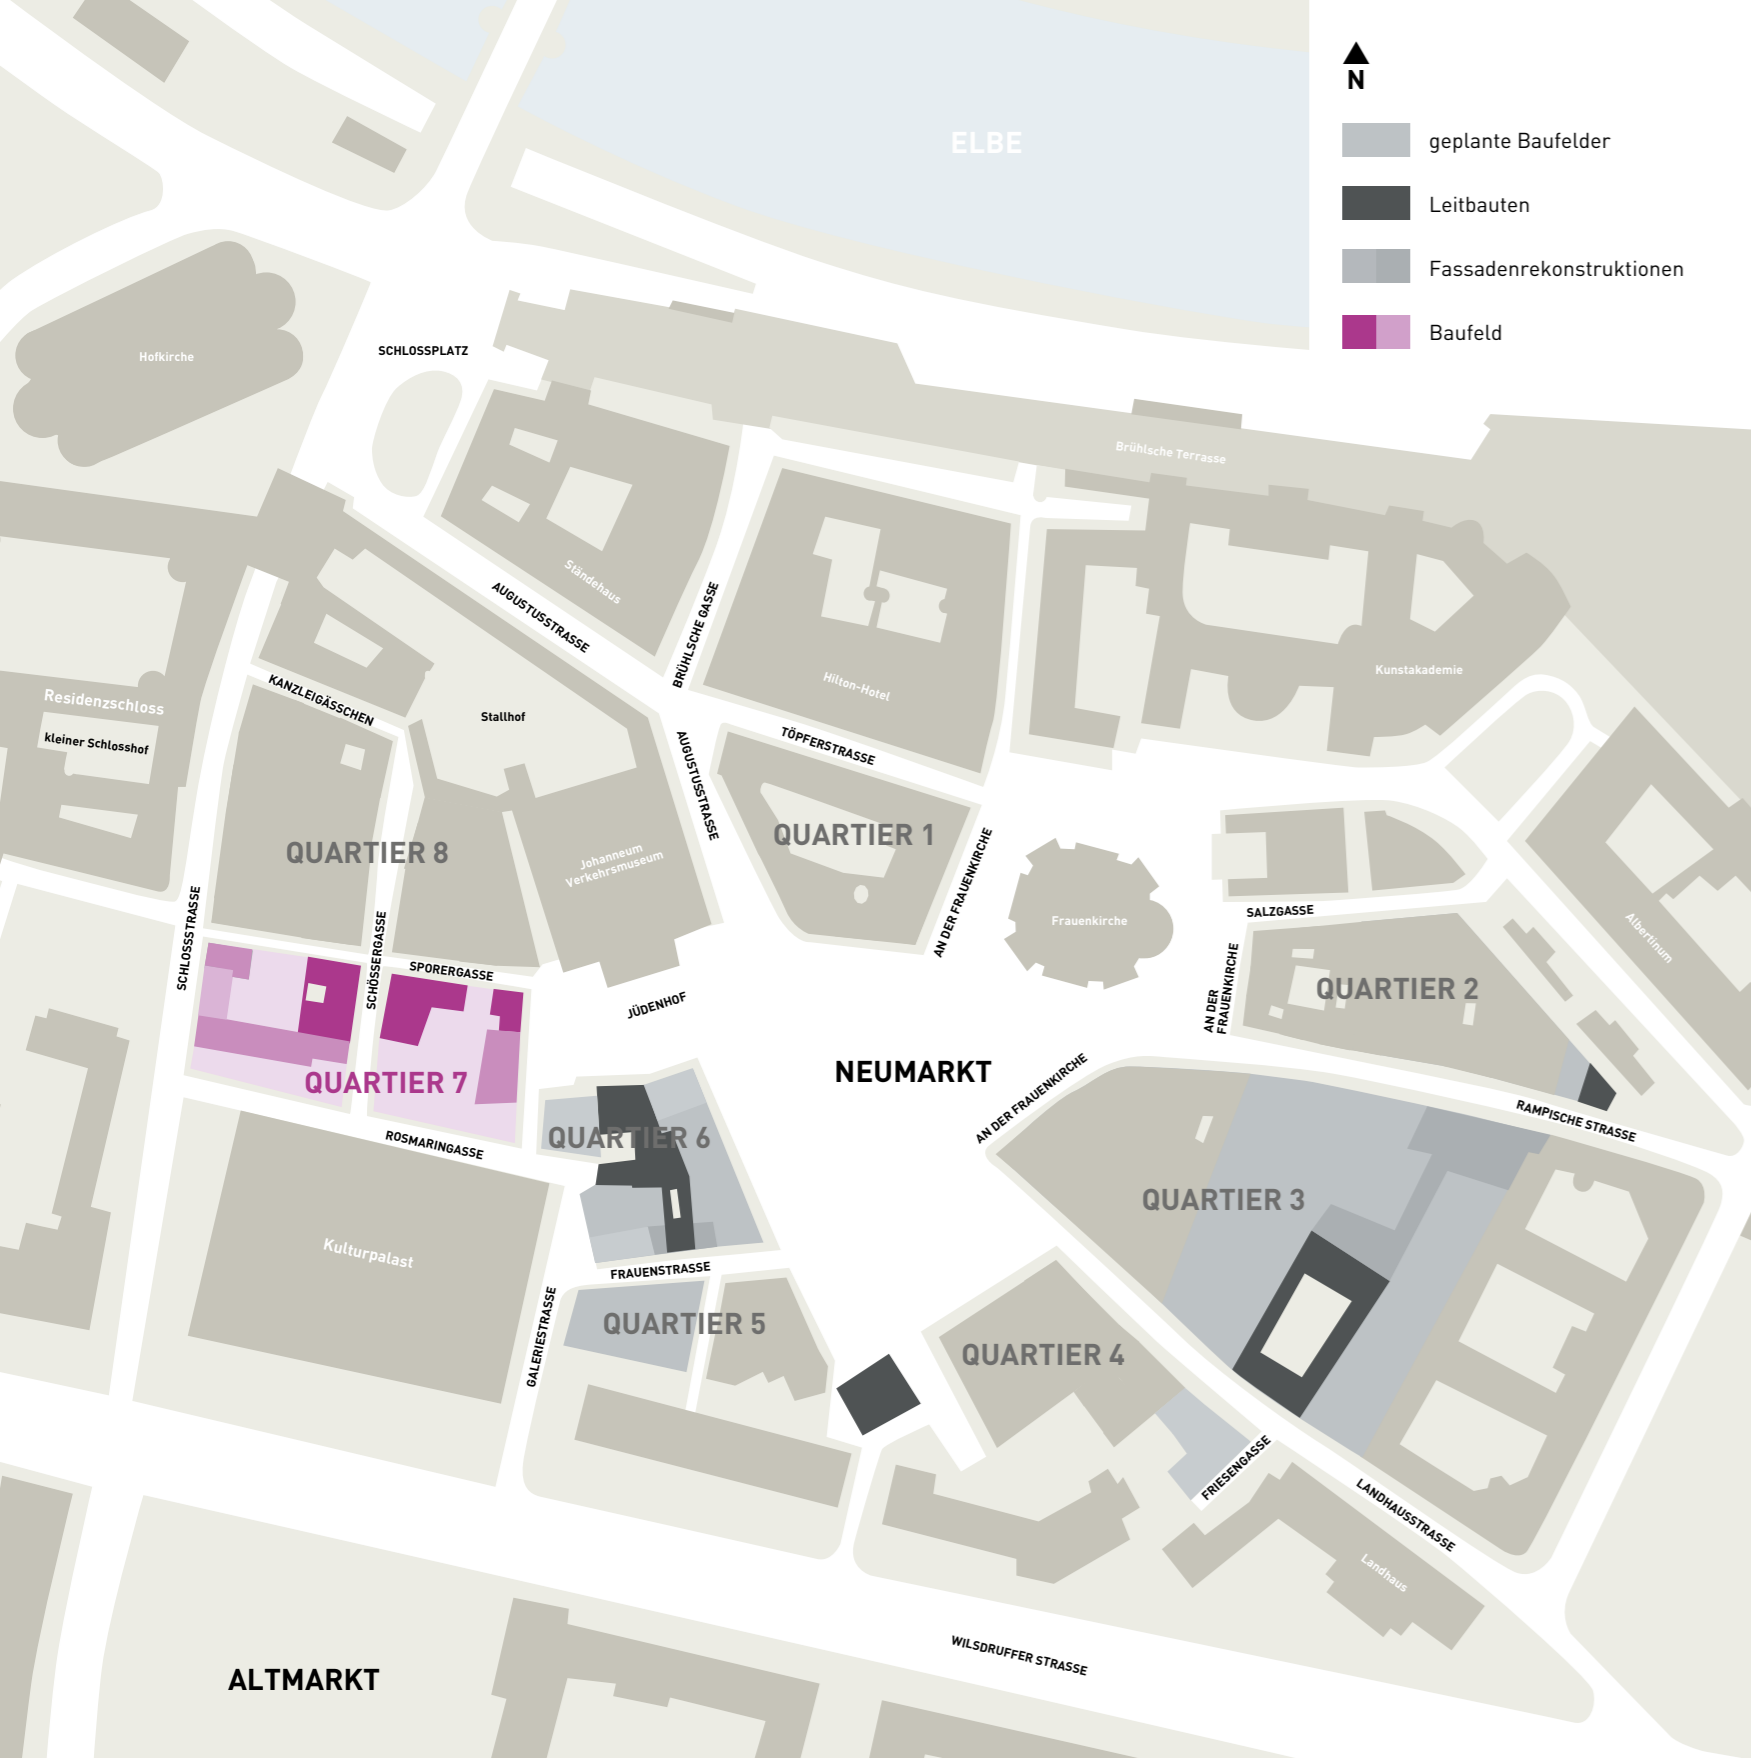 ELBE
N
geplante Baufelder
Leitbauten
Fassadenrekonstruktionen
Baufeld
SCHLOSSPLATZ
Hofkirche
Brühlsche Terrasse
Ständehaus
AUGUSTUSSTRASSE
BRÜHLSCHE GASSE
Hilton-Hotel
Kunstakademie
Residenzschloss
kleiner Schlosshof
KANZLEIGÄSSCHEN
Stallhof
AUGUSTUSSTRASSE
TÖPFERSTRASSE
QUARTIER 1
QUARTIER 8
Johanneum
Verkehrsmuseum
AN DER FRAUENKIRCHE
Frauenkirche
SALZGASSE
Albertinum
SCHLOSSSTRASSE
SCHÖSSERGASSE
SPORERGASSE
JÜDENHOF
AN DER
FRAUENKIRCHE
QUARTIER 2
NEUMARKT
QUARTIER 7
AN DER FRAUENKIRCHE
RAMPISCHE STRASSE
ROSMARINGASSE
QUARTIER 6
QUARTIER 3
Kulturpalast
FRAUENSTRASSE
GALERIESTRASSE
QUARTIER 5
QUARTIER 4
FRIESENGASSE
LANDHAUSSTRASSE
Landhaus
WILSDRUFFER STRASSE
ALTMARKT